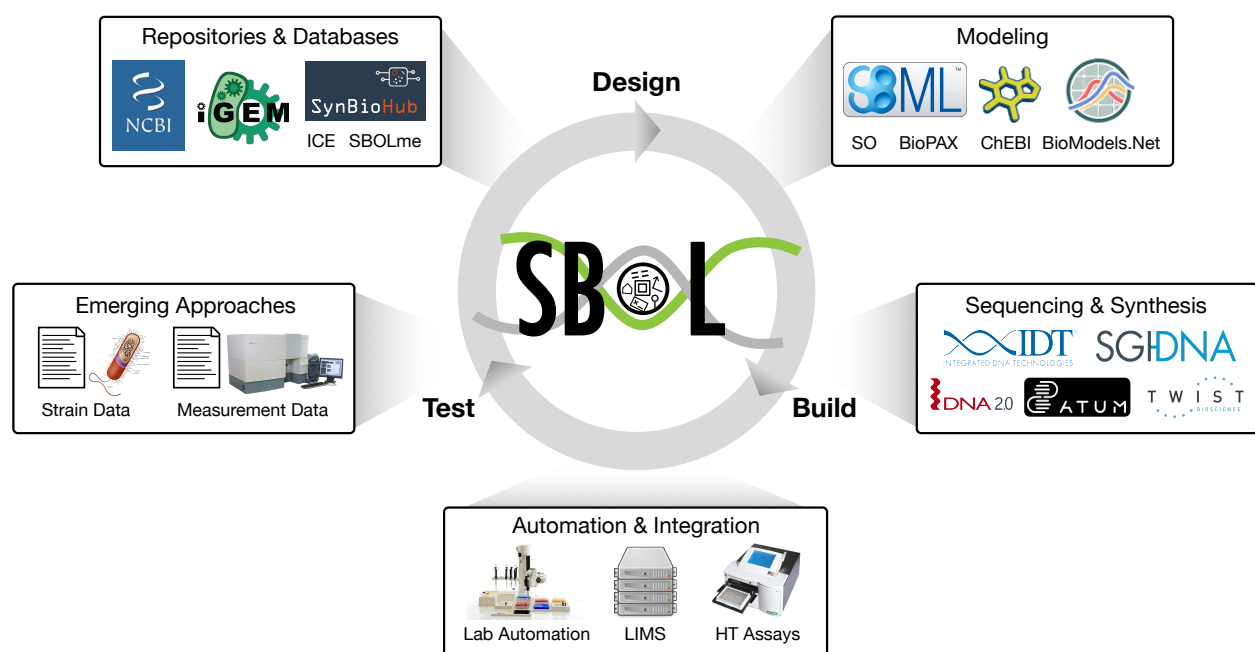 Repositories & Databases
NCBI
iGEM
SynBioHub
ICE SBOLme
Design
Modeling
SBML™
SO BioPAX ChEBI BioModels.Net
SBOL
Emerging Approaches
Strain Data Measurement Data
Test
Build
Sequencing & Synthesis
IDT®
INTEGRATED DNA TECHNOLOGIES
SGI-DNA
DNA 2.0
ATUM
TWIST
BIOSCIENCE
Automation & Integration
Lab Automation LIMS HT Assays